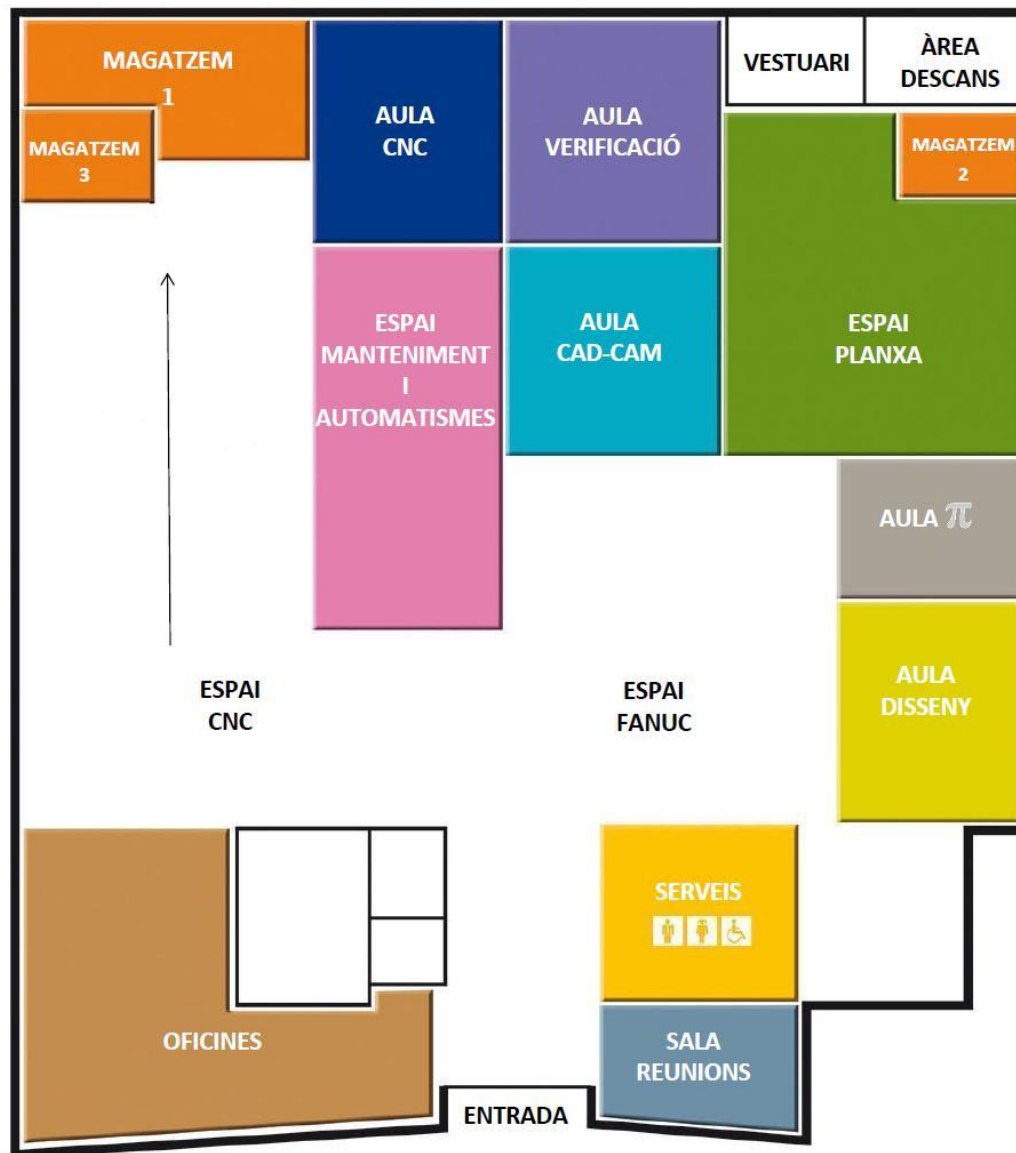 MAGATZEM
1
MAGATZEM
3
AULA
CNC
AULA
VERIFICACIÓ
VESTUARI
ÀREA
DESCANS
MAGATZEM
2
ESPAI
MANTENIMENT
I
AUTOMATISMES
AULA
CAD-CAM
ESPAI
PLANXA
AULA π
ESPAI
CNC
ESPAI
FANUC
AULA
DISSENY
SERVEIS
OFICINES
SALA
REUNIONS
ENTRADA